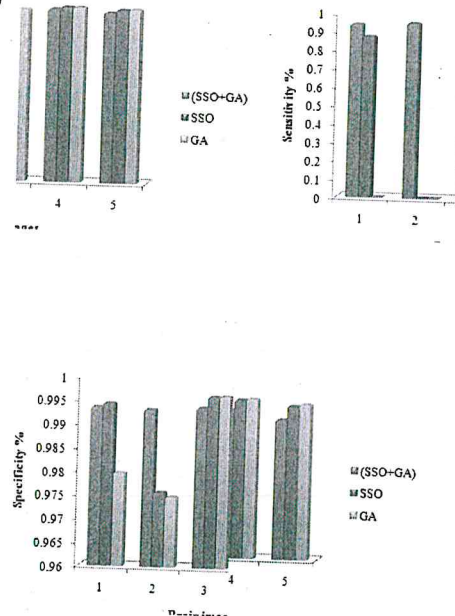 (SSO+GA)
SSO
GA
4 5
Sensitivity %
1
0.9
0.8
0.7
0.6
0.5
0.4
0.3
0.2
0.1
0
1 2
Specificity %
1
0.995
0.99
0.985
0.98
0.975
0.97
0.965
0.96
1 2 3 4 5
(SSO+GA)
SSO
GA